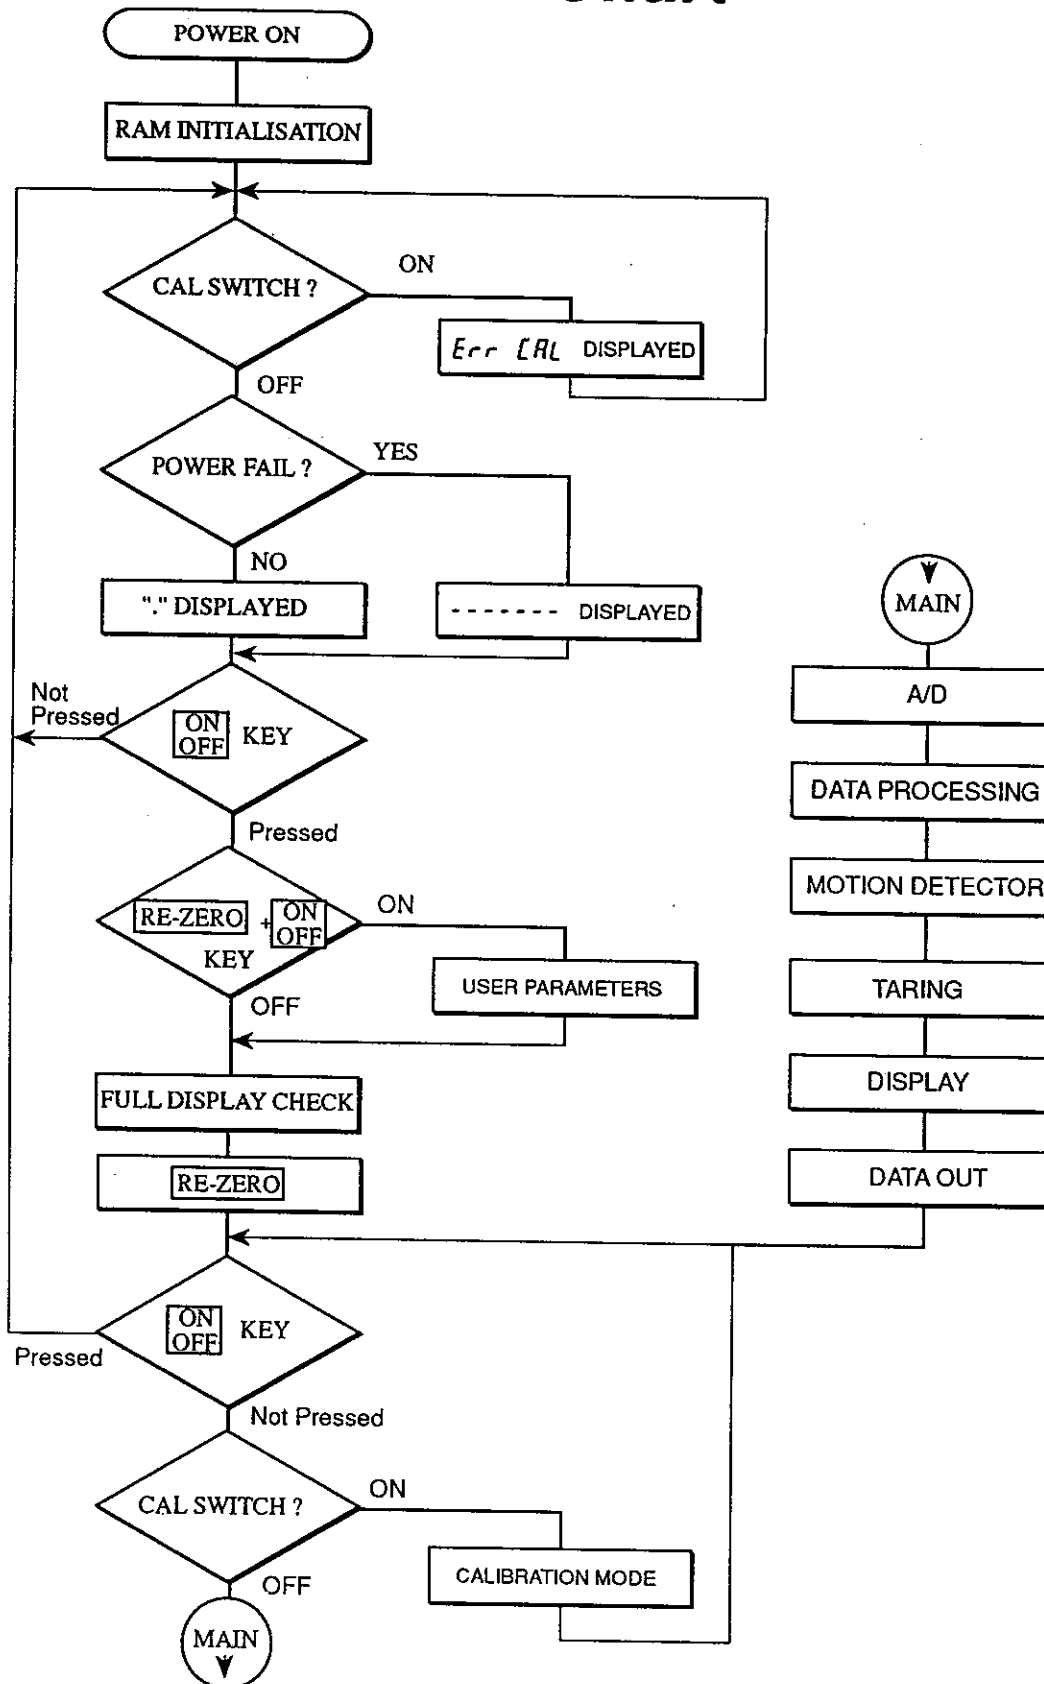 POWER ON
RAM INITIALISATION
CAL SWITCH ?
ON
Err CAL DISPLAYED
OFF
POWER FAIL ?
YES
NO
"." DISPLAYED
------- DISPLAYED
Not
Pressed
ON
OFF KEY
Pressed
RE-ZERO + ON
OFF
KEY
ON
USER PARAMETERS
OFF
FULL DISPLAY CHECK
RE-ZERO
ON
OFF KEY
Pressed
Not Pressed
CAL SWITCH ?
ON
CALIBRATION MODE
OFF
MAIN
MAIN
A/D
DATA PROCESSING
MOTION DETECTOR
TARING
DISPLAY
DATA OUT